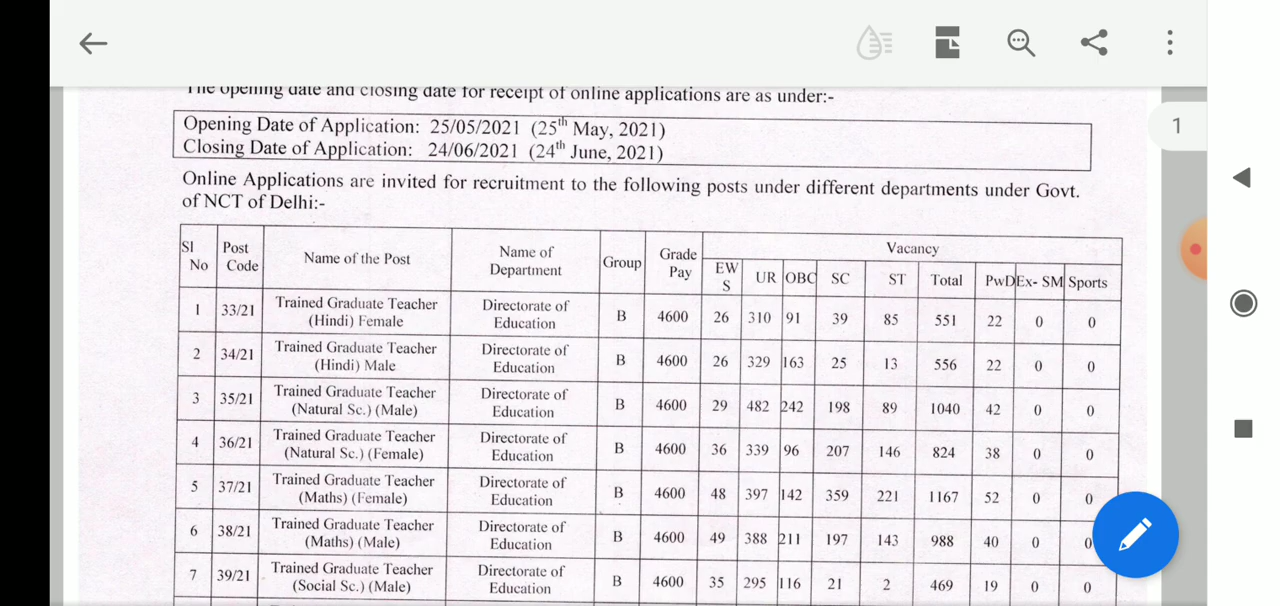 1
The opening date and closing date for receipt of online applications are as under:-
Opening Date of Application: 25/05/2021 (25th May, 2021)
Closing Date of Application: 24/06/2021 (24th June, 2021)
Online Applications are invited for recruitment to the following posts under different departments under Govt.
of NCT of Delhi:-
Sl No Post Code Name of the Post Name of Department Group Grade Pay Vacancy
EWS UR OBC SC ST Total PwD Ex- SM Sports
1 33/21 Trained Graduate Teacher (Hindi) Female Directorate of Education B 4600 26 310 91 39 85 551 22 0 0
2 34/21 Trained Graduate Teacher (Hindi) Male Directorate of Education B 4600 26 329 163 25 13 556 22 0 0
3 35/21 Trained Graduate Teacher (Natural Sc.) (Male) Directorate of Education B 4600 29 482 242 198 89 1040 42 0 0
4 36/21 Trained Graduate Teacher (Natural Sc.) (Female) Directorate of Education B 4600 36 339 96 207 146 824 38 0 0
5 37/21 Trained Graduate Teacher (Maths) (Female) Directorate of Education B 4600 48 397 142 359 221 1167 52 0 0
6 38/21 Trained Graduate Teacher (Maths) (Male) Directorate of Education B 4600 49 388 211 197 143 988 40 0 0
7 39/21 Trained Graduate Teacher (Social Sc.) (Male) Directorate of Education B 4600 35 295 116 21 2 469 19 0 0